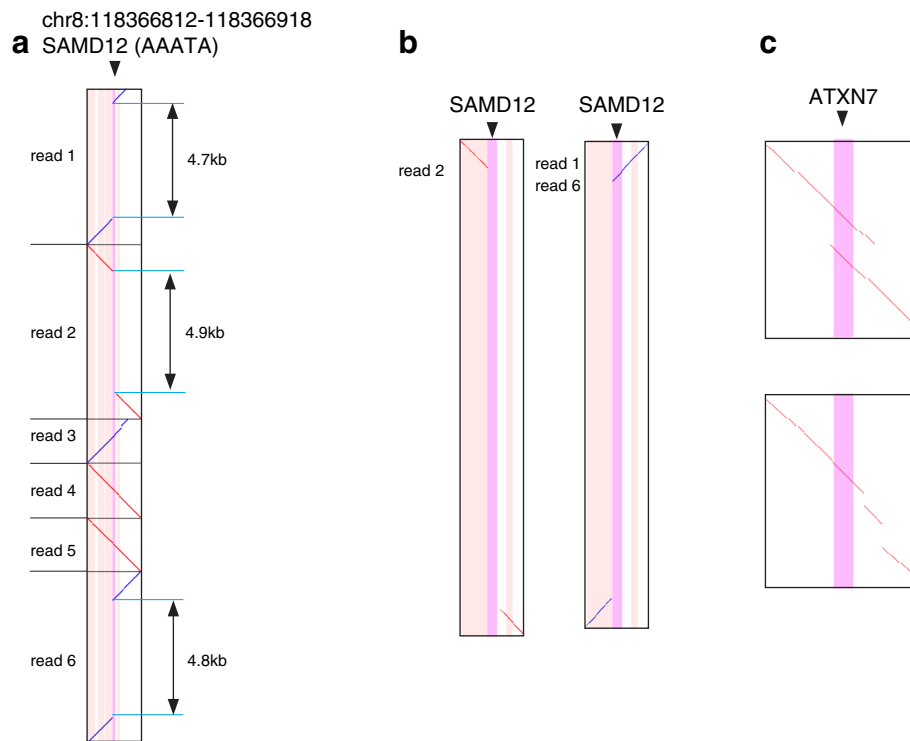 chr8:118366812-118366918
a SAMD12 (AAATA)
read 1
4.7kb
read 2
4.9kb
read 3
read 4
read 5
read 6
4.8kb
b
SAMD12 SAMD12
read 2
read 1
read 6
c
ATXN7